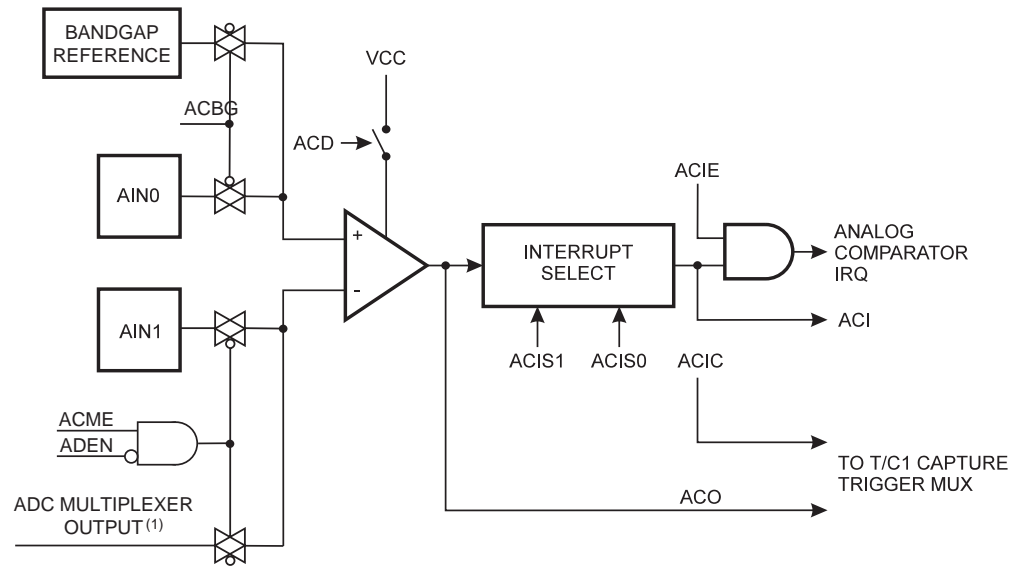 BANDGAP
REFERENCE
VCC
ACBG
ACD
AIN0
ACIE
+
-
INTERRUPT
SELECT
ANALOG
COMPARATOR
IRQ
AIN1
ACI
ACIS1
ACIS0
ACIC
ACME
ADEN
TO T/C1 CAPTURE
TRIGGER MUX
ADC MULTIPLEXER
OUTPUT (1)
ACO